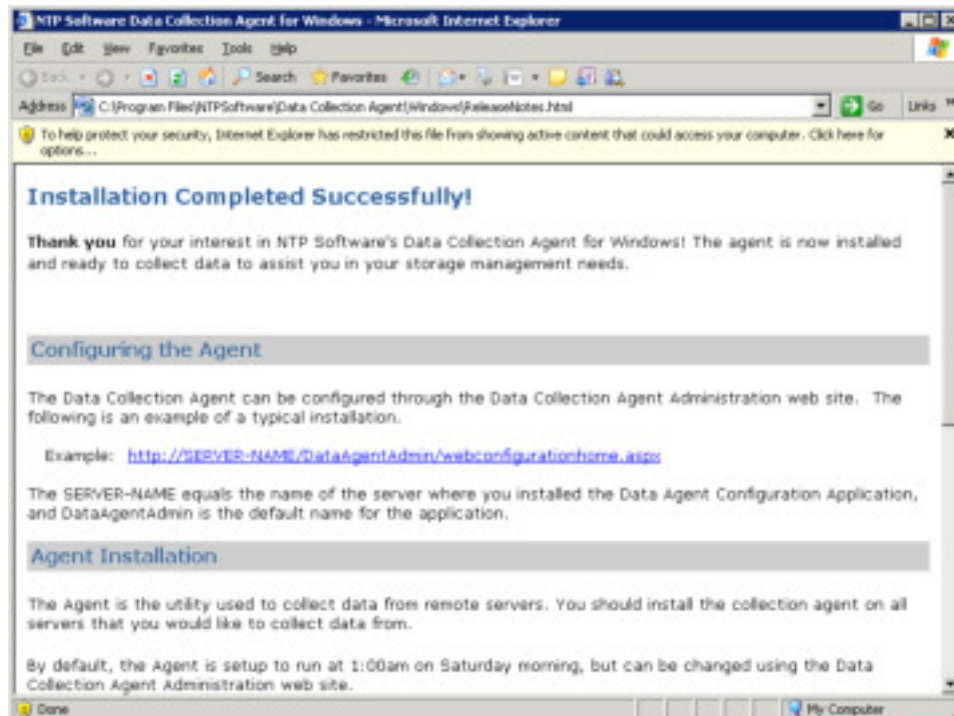 NTP Software Data Collection Agent for Windows - Microsoft Internet Explorer
File Edit View Favorites Tools Help
Back Search Favorites
Address C:\Program Files\NTPSoftware\Data Collection Agent\Windows\ReleaseNotes.html Go Links
To help protect your security, Internet Explorer has restricted this file from showing active content that could access your computer. Click here for
options...
Installation Completed Successfully!
Thank you for your interest in NTP Software's Data Collection Agent for Windows! The agent is now installed
and ready to collect data to assist you in your storage management needs.
Configuring the Agent
The Data Collection Agent can be configured through the Data Collection Agent Administration web site. The
following is an example of a typical installation.
Example: http://SERVER-NAME/DataAgentAdmin/webconfigurationhome.aspx
The SERVER-NAME equals the name of the server where you installed the Data Agent Configuration Application,
and DataAgentAdmin is the default name for the application.
Agent Installation
The Agent is the utility used to collect data from remote servers. You should install the collection agent on all
servers that you would like to collect data from.
By default, the Agent is setup to run at 1:00am on Saturday morning, but can be changed using the Data
Collection Agent Administration web site.
Done My Computer